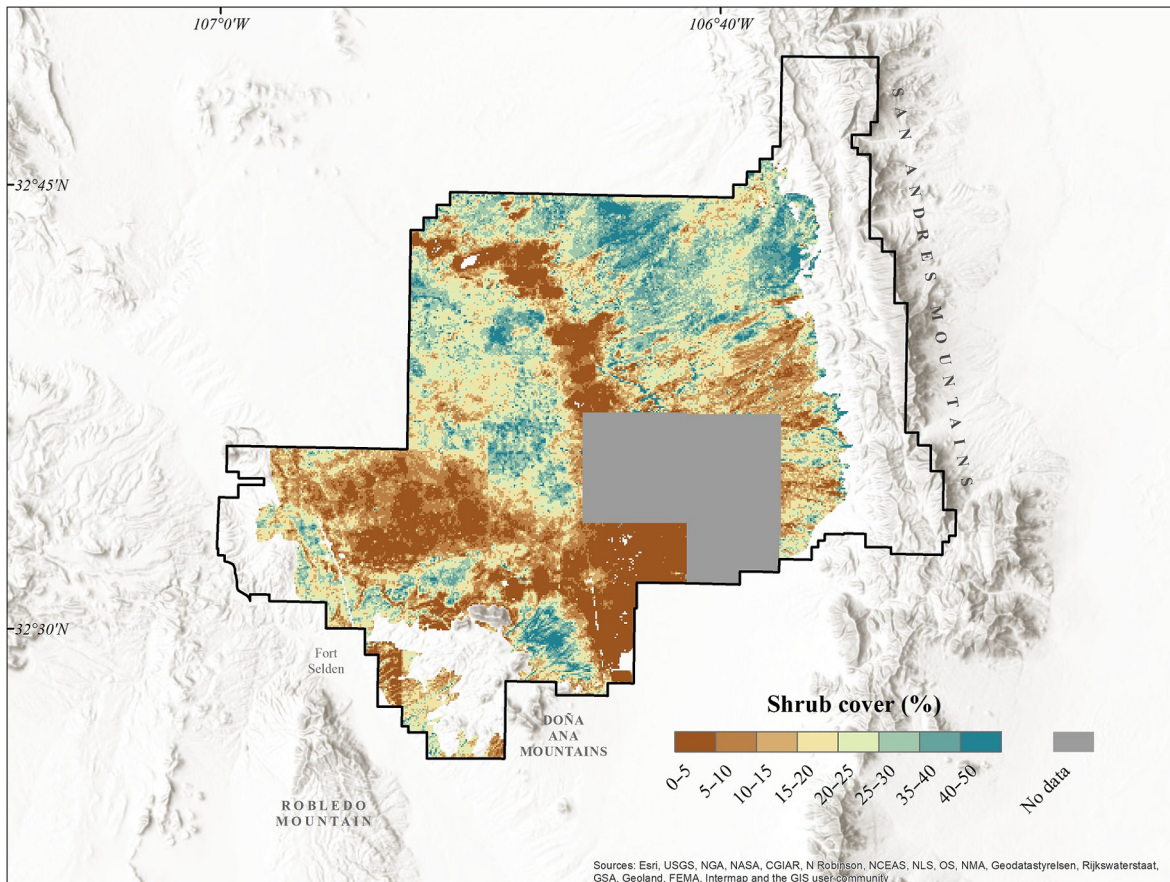 107°0'W
106°40'W
32°45'N
SAN ANDRES MOUNTAINS
32°30'N
Fort
Selden
DOÑA
ANA
MOUNTAINS
ROBLEDO
MOUNTAIN
Shrub cover (%)
0–5
5–10
10–15
15–20
20–25
25–30
35–40
40–50
No data
Sources: Esri, USGS, NGA, NASA, CGIAR, N Robinson, NCEAS, NLS, OS, NMA, Geodatastyrelsen, Rijkswaterstaat,
GSA, Geoland, FEMA, Intermap and the GIS user community